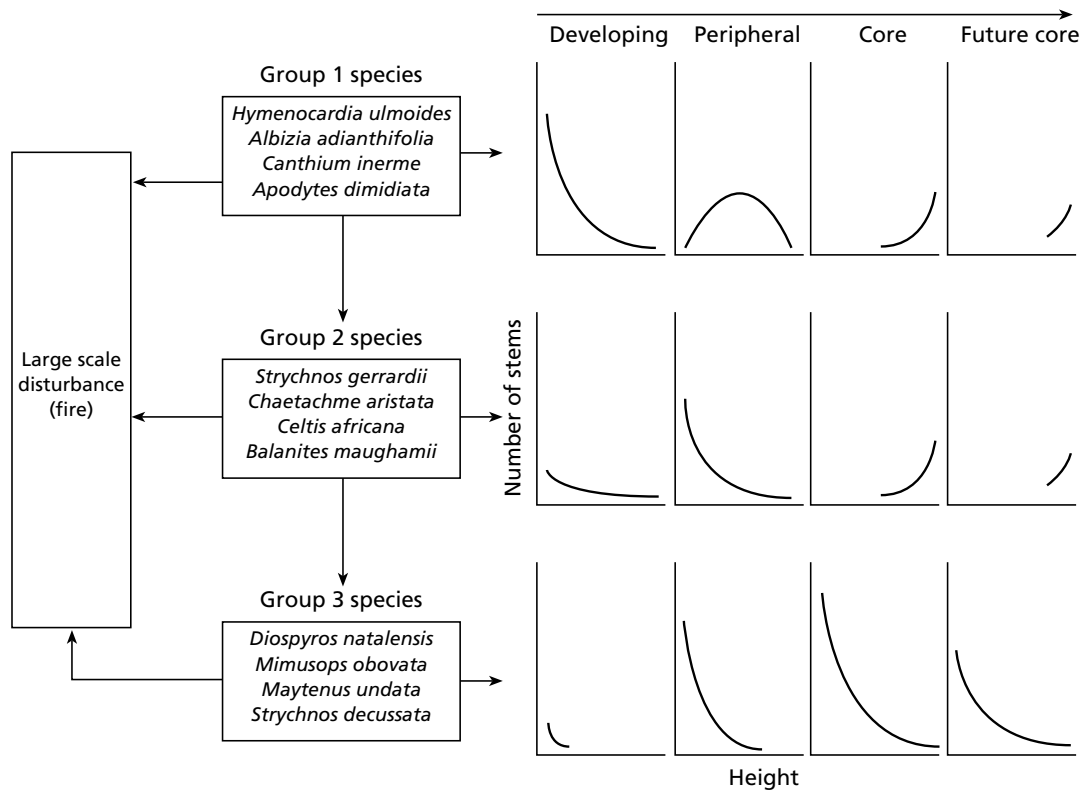 Developing Peripheral Core Future core
Group 1 species
Hymenocardia ulmoides
Albizia adianthifolia
Canthium inerme
Apodytes dimidiata
Large scale
disturbance
(fire)
Group 2 species
Strychnos gerrardii
Chaetachme aristata
Celtis africana
Balanites maughamii
Number of stems
Group 3 species
Diospyros natalensis
Mimusops obovata
Maytenus undata
Strychnos decussata
Height